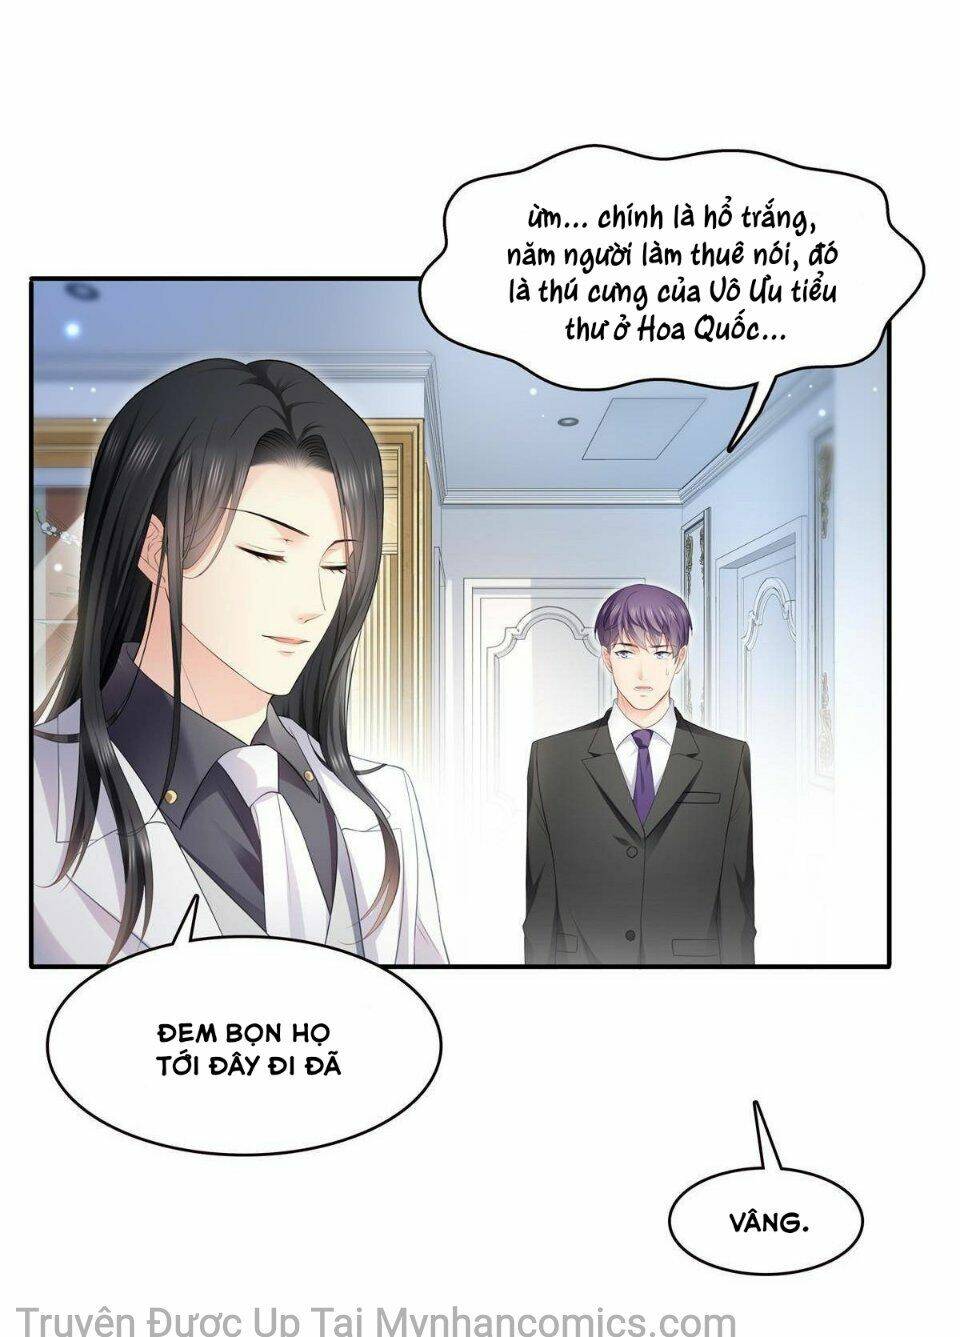 ừm... chính là hổ trắng,
năm người làm thuê nói, đó
là thú cưng của Vô Ưu tiểu
thư ở Hoa Quốc...
ĐEM BỌN HỌ
TỚI ĐÂY ĐI ĐÃ
VÂNG.
Truyện Được Up Tại Mynhancomics.com